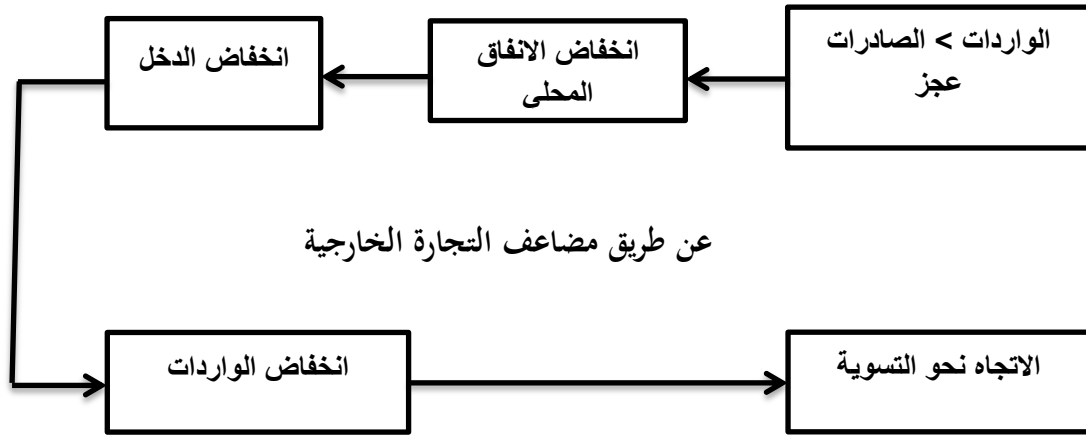 الواردات > الصادرات
عجز
انخفاض الانفاق
المحلى
انخفاض الدخل
عن طريق مضاعف التجارة الخارجية
انخفاض الواردات
الاتجاه نحو التسوية